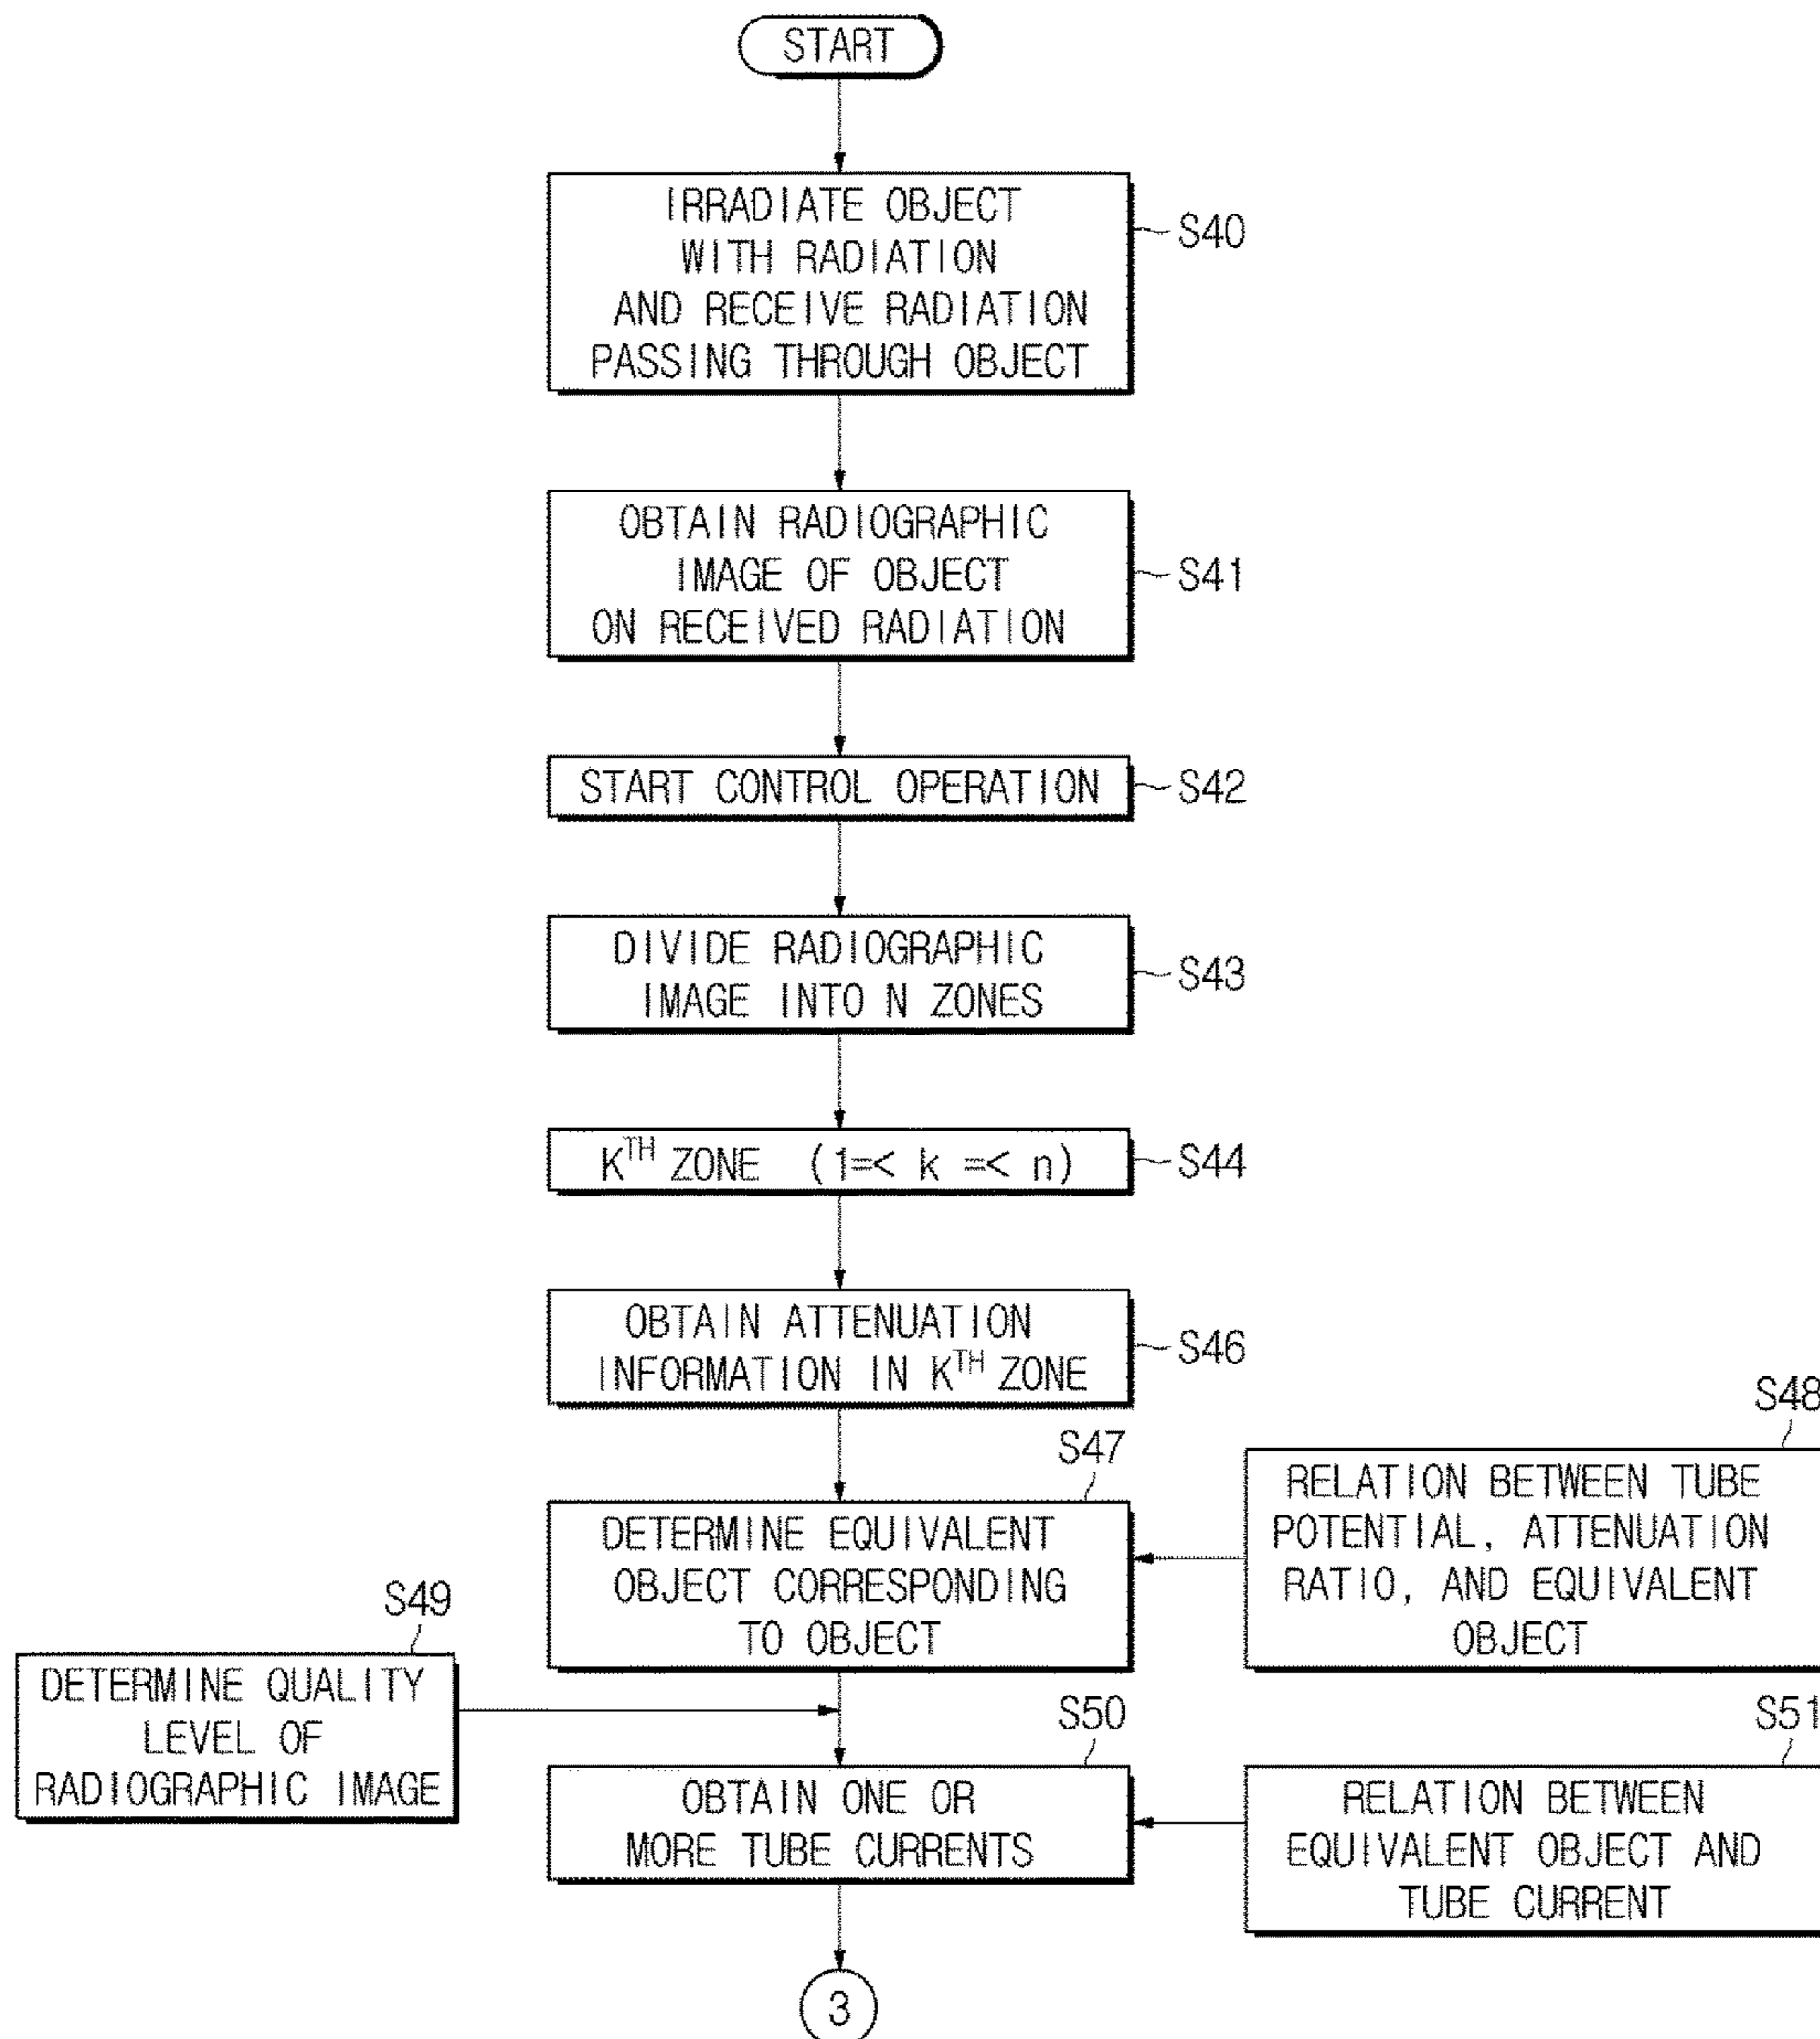 START
IRRADIATE OBJECT
WITH RADIATION
AND RECEIVE RADIATION
PASSING THROUGH OBJECT
S40
OBTAIN RADIOGRAPHIC
IMAGE OF OBJECT
ON RECEIVED RADIATION
S41
START CONTROL OPERATION
S42
DIVIDE RADIOGRAPHIC
IMAGE INTO N ZONES
S43
K^TH ZONE (1=< k =< n)
S44
OBTAIN ATTENUATION
INFORMATION IN K^TH ZONE
S46
S47
DETERMINE EQUIVALENT
OBJECT CORRESPONDING
TO OBJECT
S48
RELATION BETWEEN TUBE
POTENTIAL, ATTENUATION
RATIO, AND EQUIVALENT
OBJECT
S49
DETERMINE QUALITY
LEVEL OF
RADIOGRAPHIC IMAGE
S50
OBTAIN ONE OR
MORE TUBE CURRENTS
S51
RELATION BETWEEN
EQUIVALENT OBJECT AND
TUBE CURRENT
3